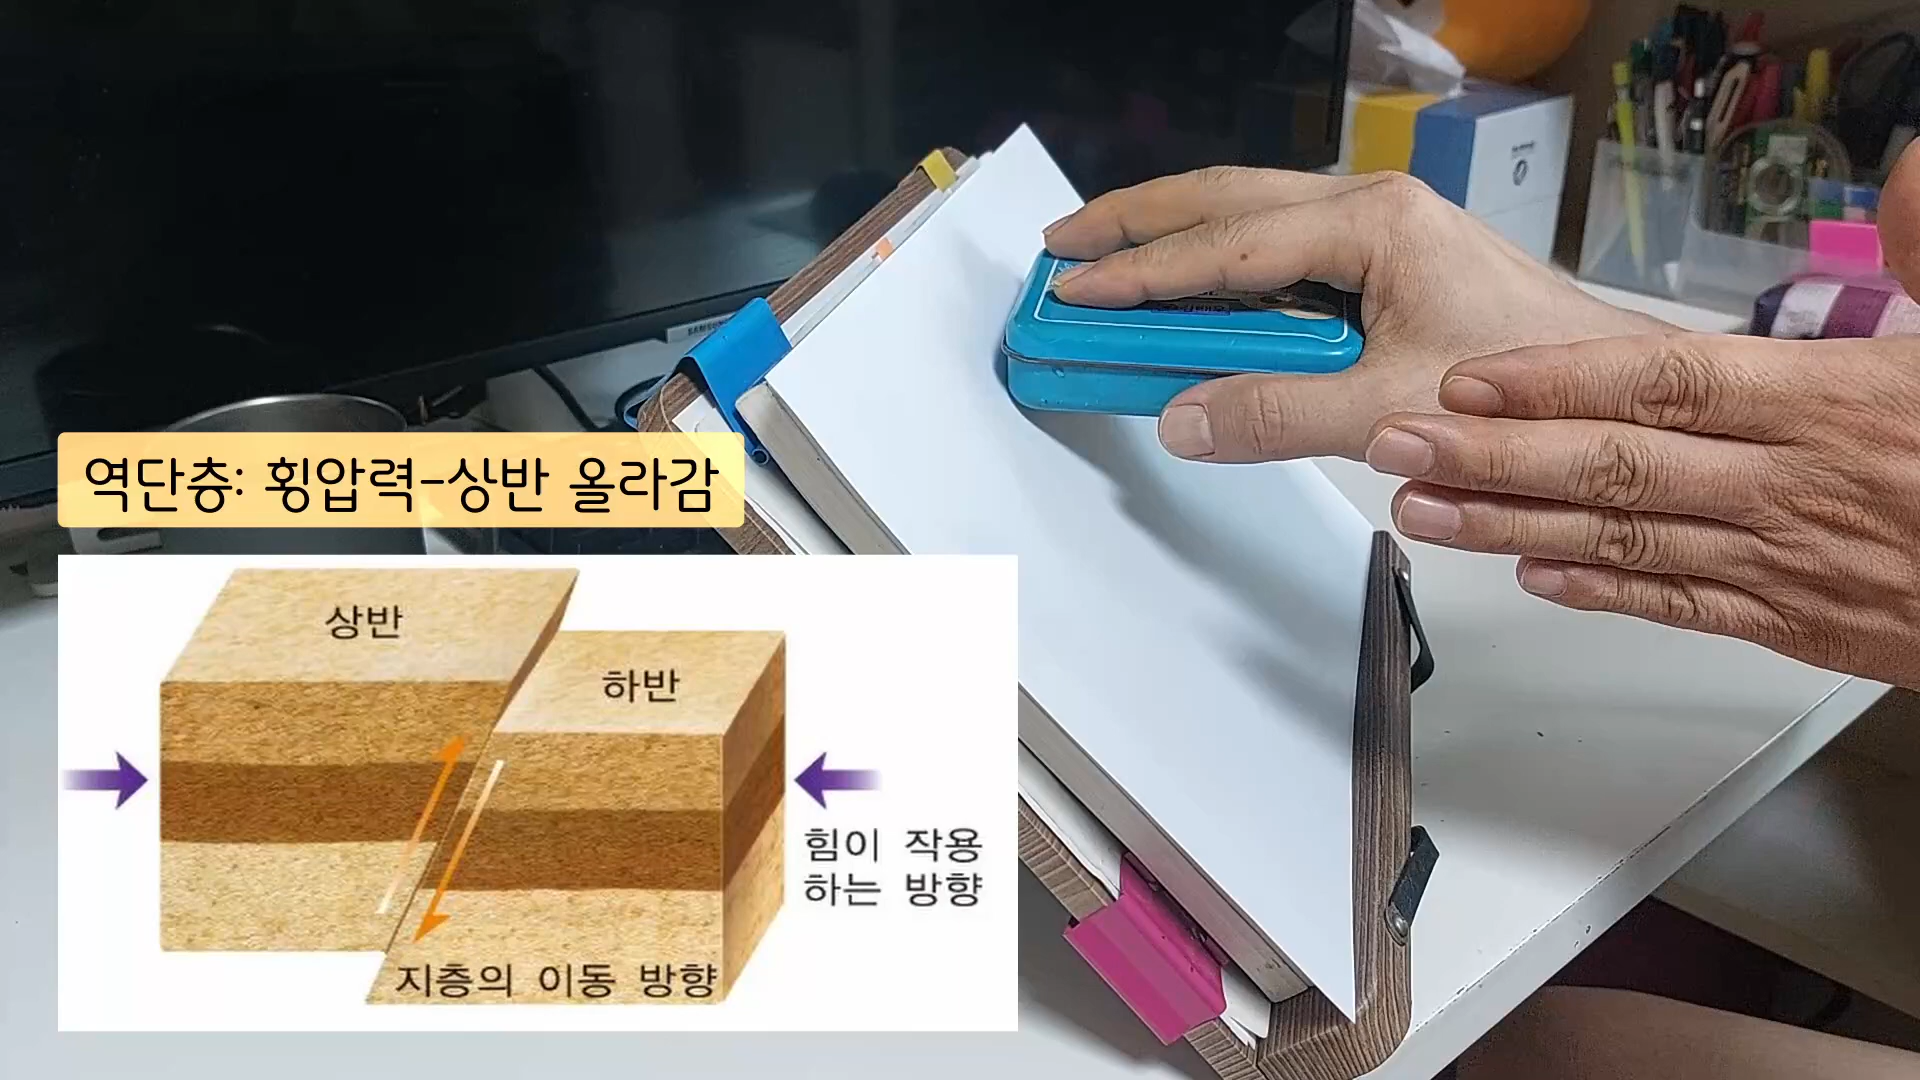 SAMSUNG
역단층: 횡압력-상반 올라감
상반
하반
힘이 작용
하는 방향
지층의 이동 방향